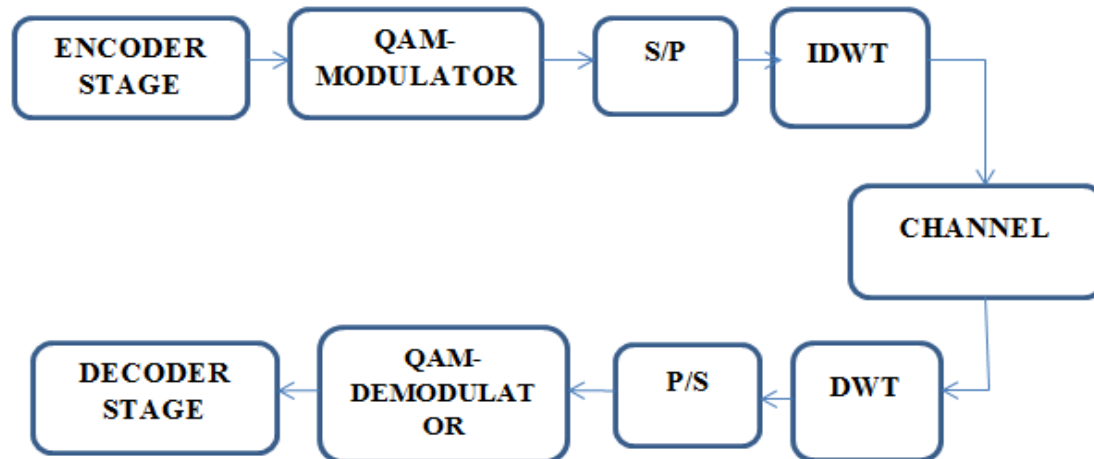 ENCODER
STAGE
QAM-
MODULATOR
S/P
IDWT
CHANNEL
DECODER
STAGE
QAM-
DEMODULAT
OR
P/S
DWT